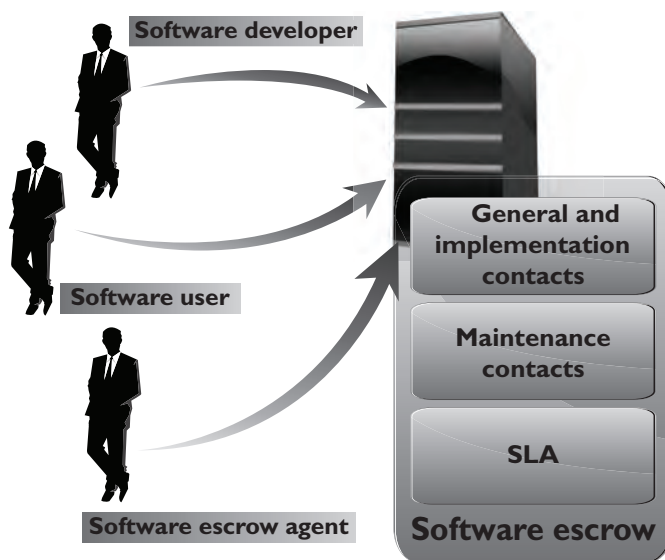 Software developer
Software user
Software escrow agent
General and
implementation
contacts
Maintenance
contacts
SLA
Software escrow